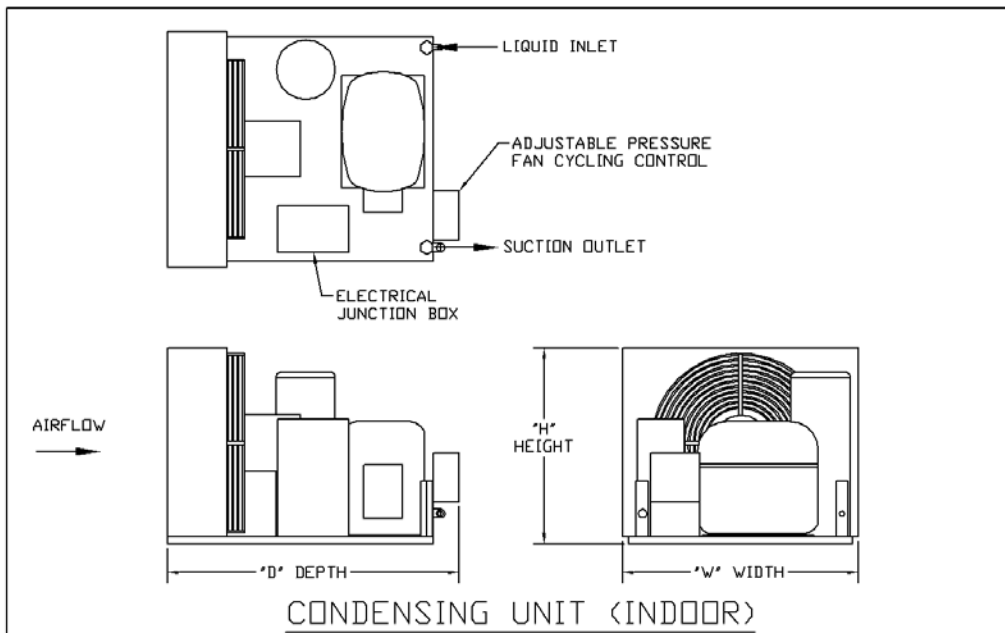 LIQUID INLET
ADJUSTABLE PRESSURE
FAN CYCLING CONTROL
SUCTION OUTLET
ELECTRICAL
JUNCTION BOX
AIRFLOW
"H"
HEIGHT
"D" DEPTH
"W" WIDTH
CONDENSING UNIT (INDOOR)